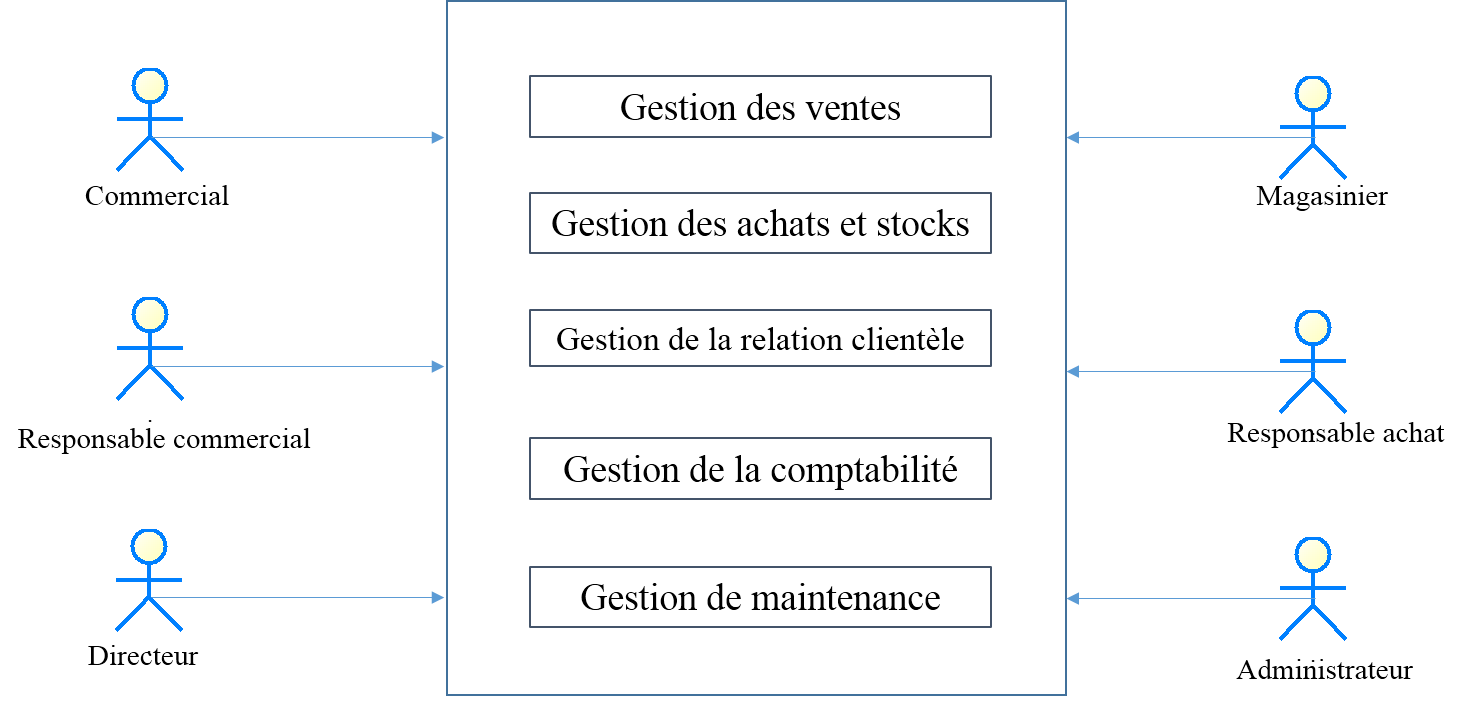 Gestion des ventes
Commercial
Magasinier
Gestion des achats et stocks
Gestion de la relation clientèle
Responsable commercial
Responsable achat
Gestion de la comptabilité
Gestion de maintenance
Directeur
Administrateur